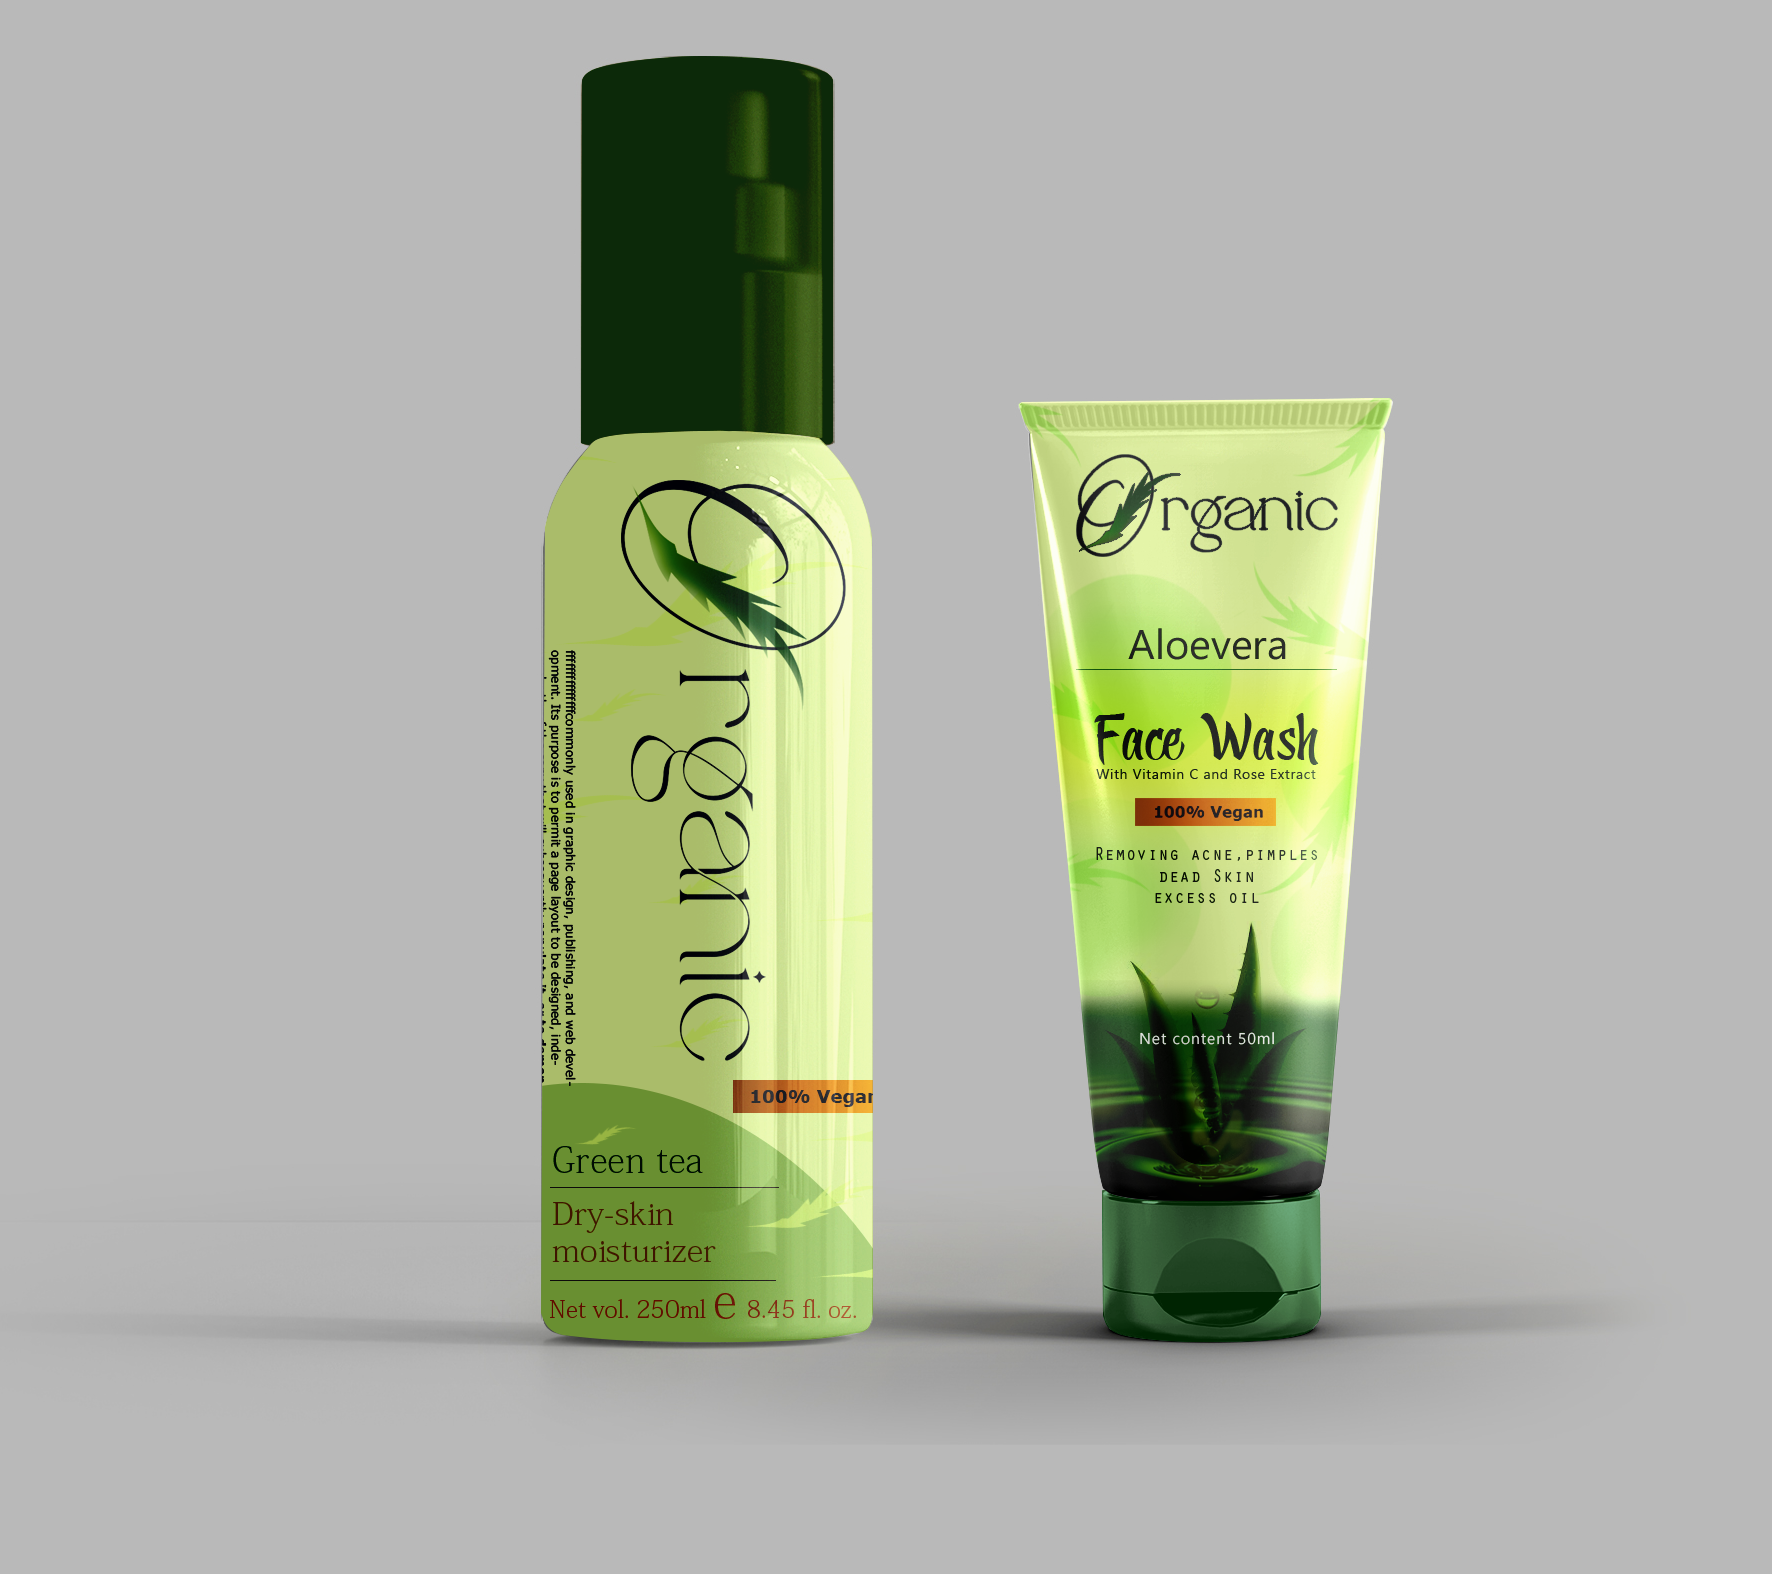 Organic
ffffffffffffffcommonly used in graphic design, publishing, and web devel-
opment. Its purpose is to permit a page layout to be designed, inde-
100% Vegan
Green tea
Dry-skin
moisturizer
Net vol. 250ml e 8.45 fl. oz.
Organic
Aloevera
Face Wash
With Vitamin C and Rose Extract
100% Vegan
Removing acne,pimples
dead Skin
excess oil
Net content 50ml